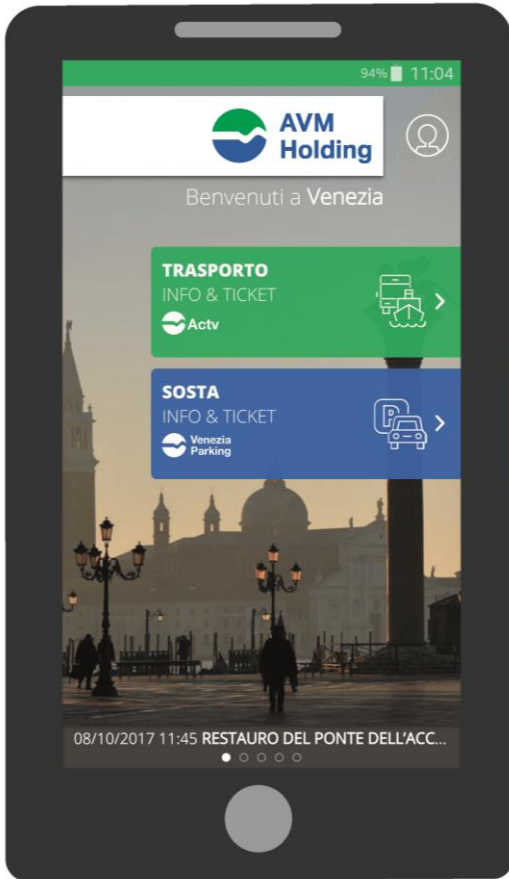 94% 11:04
AVM
Holding
Benvenuti a Venezia
TRASPORTO
INFO & TICKET
Actv
SOSTA
INFO & TICKET
P
Venezia
Parking
08/10/2017 11:45 RESTAURO DEL PONTE DELL'ACC...